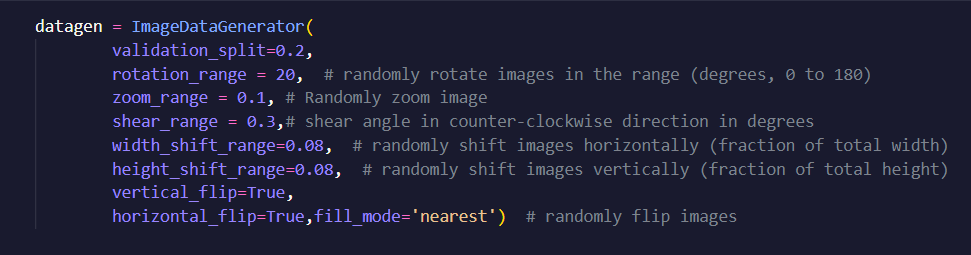 datagen = ImageDataGenerator(
validation_split=0.2,
rotation_range = 20,  # randomly rotate images in the range (degrees, 0 to 180)
zoom_range = 0.1, # Randomly zoom image
shear_range = 0.3,# shear angle in counter-clockwise direction in degrees
width_shift_range=0.08,  # randomly shift images horizontally (fraction of total width)
height_shift_range=0.08,  # randomly shift images vertically (fraction of total height)
vertical_flip=True,
horizontal_flip=True,fill_mode='nearest')  # randomly flip images